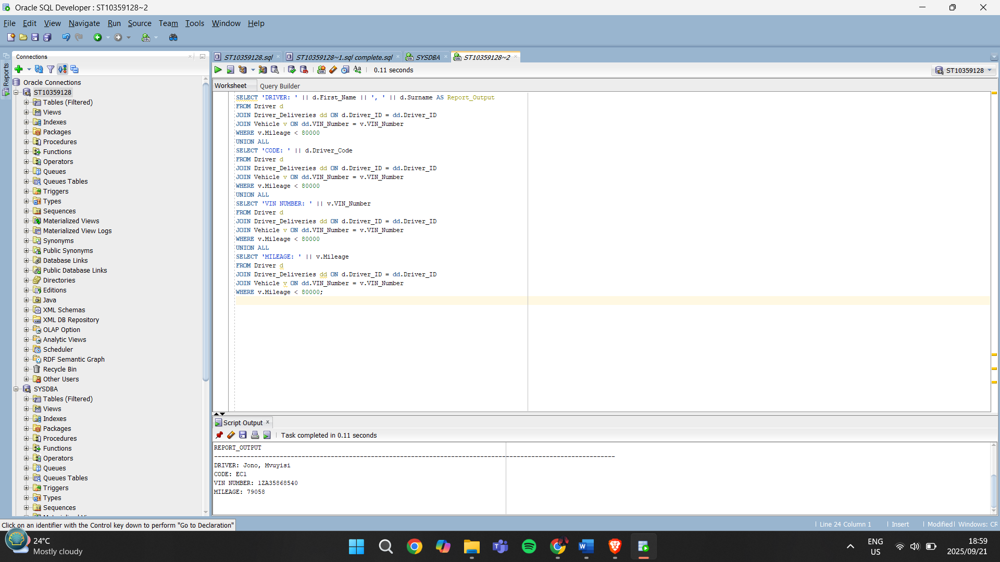 Oracle SQL Developer : ST10359128~2
File Edit View Navigate Run Source Team Tools Window Help
Reports
Connections
Oracle Connections
ST10359128
Tables (Filtered)
Views
Indexes
Packages
Procedures
Functions
Operators
Queues
Queues Tables
Triggers
Types
Sequences
Materialized Views
Materialized View Logs
Synonyms
Public Synonyms
Database Links
Public Database Links
Directories
Editions
Java
XML Schemas
XML DB Repository
OLAP Option
Analytic Views
Scheduler
RDF Semantic Graph
Recycle Bin
Other Users
SYSDBA
Tables (Filtered)
Views
Indexes
Packages
Procedures
Functions
Operators
Queues
Queues Tables
Triggers
Types
Sequences
ST10359128.sql ST10359128~1.sql complete.sql SYSDBA ST10359128~2
0.11 seconds
ST10359128
Worksheet Query Builder
SELECT 'DRIVER: ' || d.First_Name || ', ' || d.Surname AS Report_Output
FROM Driver d
JOIN Driver_Deliveries dd ON d.Driver_ID = dd.Driver_ID
JOIN Vehicle v ON dd.VIN_Number = v.VIN_Number
WHERE v.Mileage < 80000
UNION ALL
SELECT 'CODE: ' || d.Driver_Code
FROM Driver d
JOIN Driver_Deliveries dd ON d.Driver_ID = dd.Driver_ID
JOIN Vehicle v ON dd.VIN_Number = v.VIN_Number
WHERE v.Mileage < 80000
UNION ALL
SELECT 'VIN NUMBER: ' || v.VIN_Number
FROM Driver d
JOIN Driver_Deliveries dd ON d.Driver_ID = dd.Driver_ID
JOIN Vehicle v ON dd.VIN_Number = v.VIN_Number
WHERE v.Mileage < 80000
UNION ALL
SELECT 'MILEAGE: ' || v.Mileage
FROM Driver d
JOIN Driver_Deliveries dd ON d.Driver_ID = dd.Driver_ID
JOIN Vehicle v ON dd.VIN_Number = v.VIN_Number
WHERE v.Mileage < 80000;
Script Output
Task completed in 0.11 seconds
REPORT_OUTPUT
--------------------------------------------------------------------------------------------------------------
DRIVER: Jono, Mvuyisi
CODE: EC1
VIN NUMBER: 1ZA35868540
MILEAGE: 79058
Click on an identifier with the Control key down to perform "Go to Declaration"
Line 24 Column 1 Insert Modified Windows: CR
24°C
Mostly cloudy
ENG
US
18:59
2025/09/21